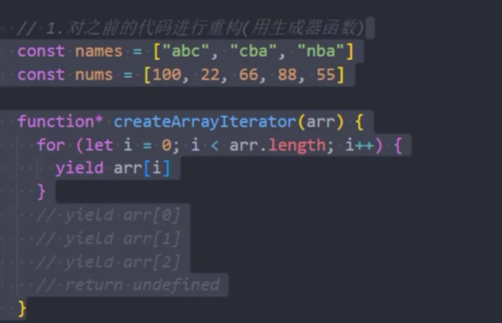 // 1.对之前的代码进行重构(用生成器函数)
const names = ["abc", "cba", "nba"]
const nums = [100, 22, 66, 88, 55]
function* createArrayIterator(arr) {
for (let i = 0; i < arr.length; i++) {
yield arr[i]
}
// yield arr[0]
// yield arr[1]
// yield arr[2]
// return undefined
}